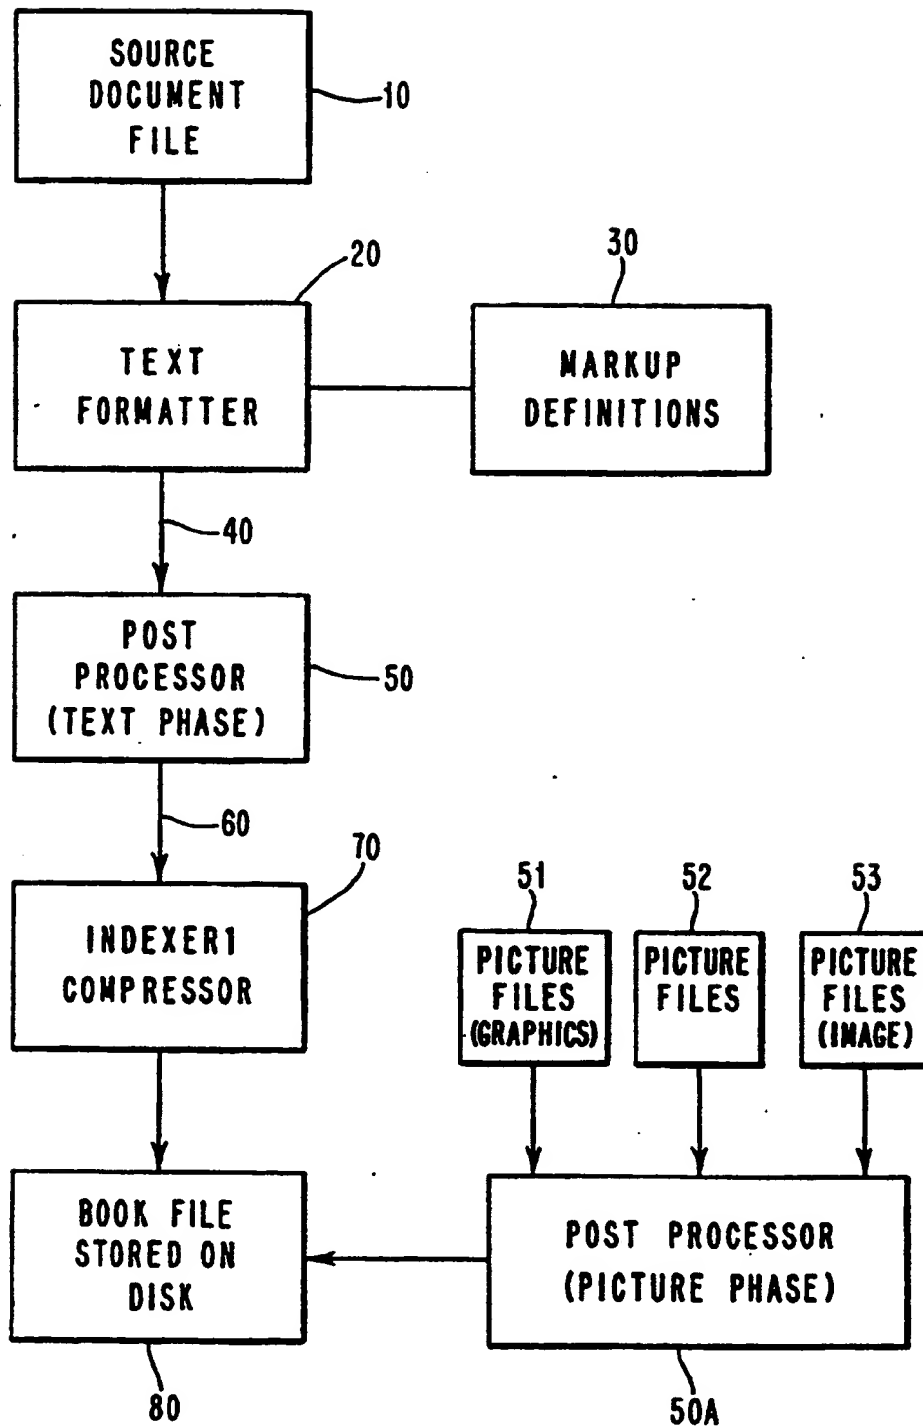 SOURCE
DOCUMENT
FILE
10
20
30
TEXT
FORMATTER
MARKUP
DEFINITIONS
40
POST
PROCESSOR
(TEXT PHASE)
50
60
70
INDEXER1
COMPRESSOR
51
52
53
PICTURE
FILES
(GRAPHICS)
PICTURE
FILES
PICTURE
FILES
(IMAGE)
BOOK FILE
STORED ON
DISK
POST PROCESSOR
(PICTURE PHASE)
80
50A